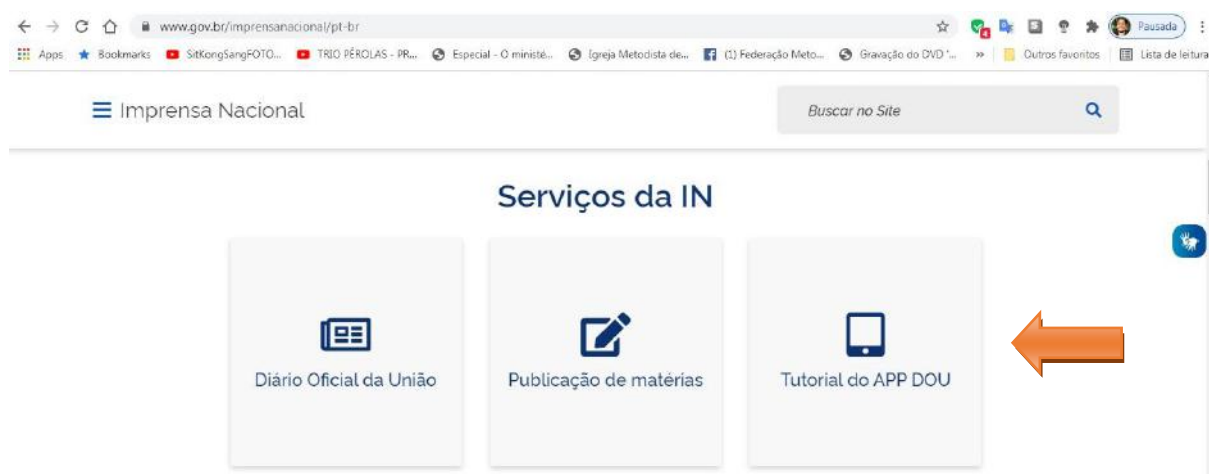 www.gov.br/imprensanacional/pt-br
Pausada
Apps Bookmarks SitKongSangFOTO... TRIO PÉROLAS - PR... Especial - O ministé... Igreja Metodista de... (1) Federação Meto... Gravação do DVD '... » Outros favoritos Lista de leitura
Imprensa Nacional
Buscar no Site
Serviços da IN
Diário Oficial da União
Publicação de matérias
Tutorial do APP DOU